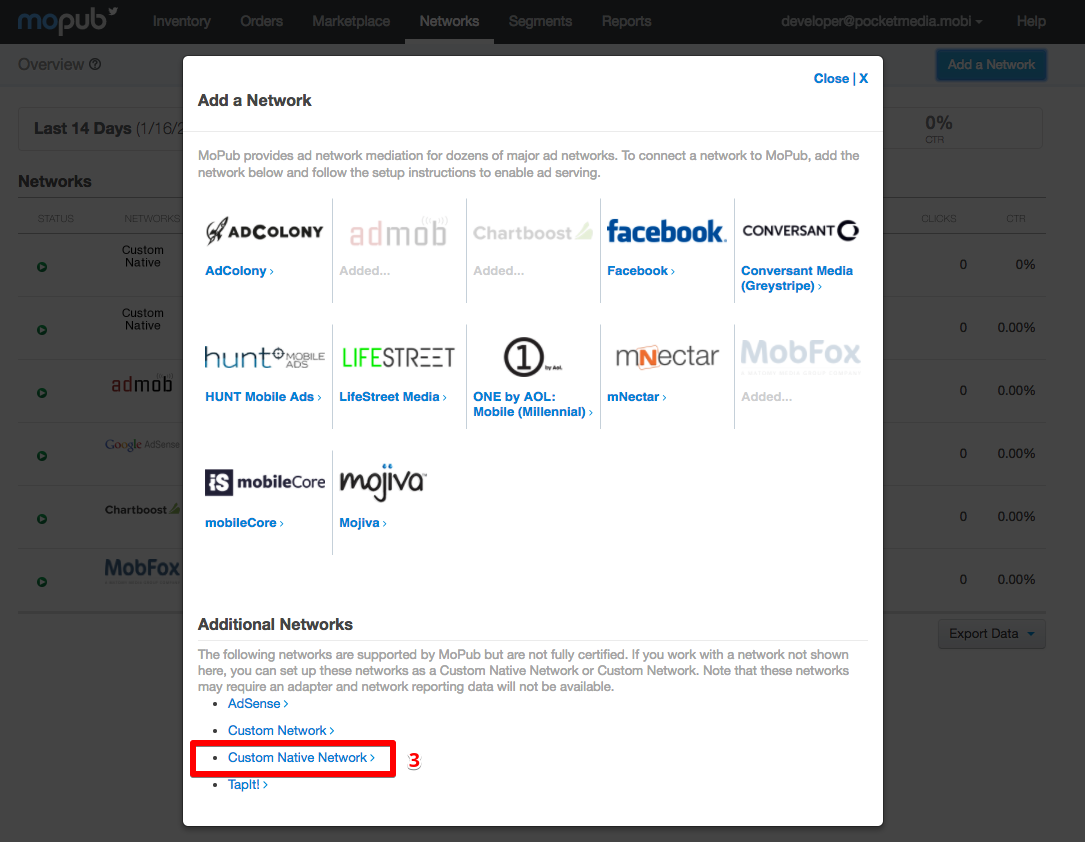 mopub
Inventory Orders Marketplace Networks Segments Reports developer@pocketmedia.mobi Help
Overview ? Add a Network
Close | X
Add a Network
Last 14 Days (1/16/2 0%
CTR
MoPub provides ad network mediation for dozens of major ad networks. To connect a network to MoPub, add the
network below and follow the setup instructions to enable ad serving.
Networks
STATUS NETWORKS CLICKS CTR
ADCOLONY admob Chartboost facebook. CONVERSANT
AdColony › Added... Added... Facebook › Conversant Media
(Greystripe) ›
Custom
Native 0 0%
Custom
Native 0 0.00%
hunt MOBILE
ADS LIFESTREET 1 by Aol. mNectar MobFox
HUNT Mobile Ads › LifeStreet Media › ONE by AOL:
Mobile (Millennial) › mNectar › Added...
admob 0 0.00%
Google AdSense 0 0.00%
iS mobileCore mojiva
mobileCore › Mojiva ›
Chartboost 0 0.00%
MobFox 0 0.00%
Additional Networks
Export Data
The following networks are supported by MoPub but are not fully certified. If you work with a network not shown
here, you can set up these networks as a Custom Native Network or Custom Network. Note that these networks
may require an adapter and network reporting data will not be available.
• AdSense ›
• Custom Network ›
• Custom Native Network › 3
• TapIt! ›